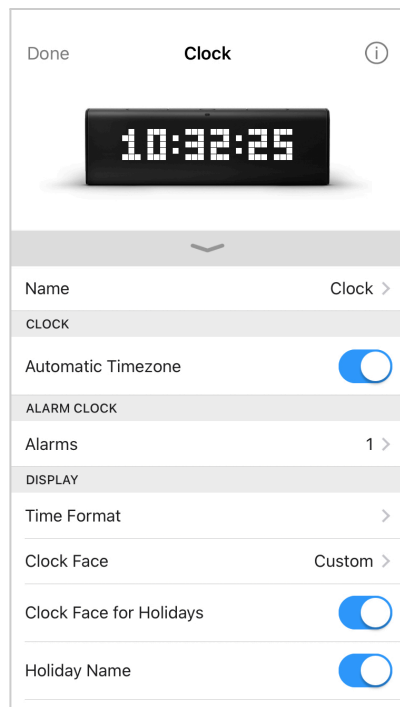 Done Clock
10:32:25
Name Clock
CLOCK
Automatic Timezone
ALARM CLOCK
Alarms 1
DISPLAY
Time Format
Clock Face Custom
Clock Face for Holidays
Holiday Name